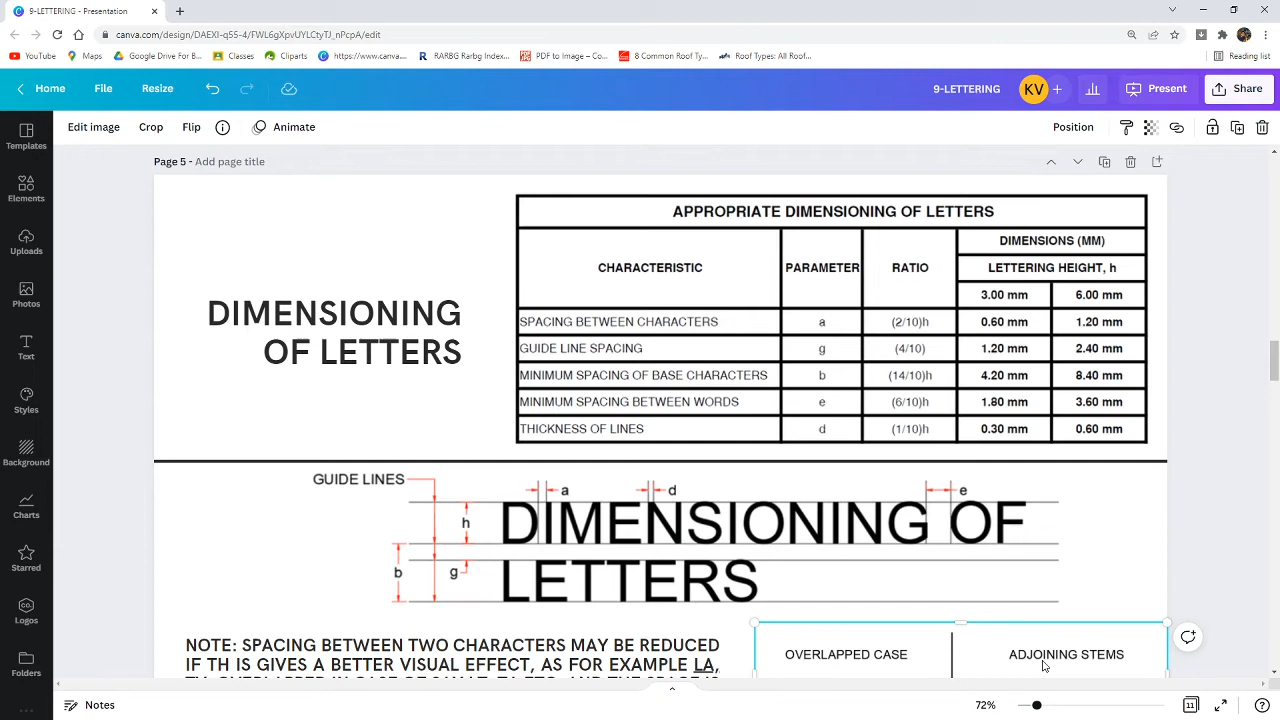 9-LETTERING - Presentation
canva.com/design/DAEXI-q55-4/FWL6gXpvUYLCtyTJ_nPcpA/edit
YouTube
Maps
Google Drive For B...
Classes
Cliparts
https://www.canva....
RARBG Rarbg Index...
PDF to Image – Co...
8 Common Roof Ty...
Roof Types: All Roof...
Reading list
Home
File
Resize
9-LETTERING
KV
Present
Share
Edit image
Crop
Flip
Animate
Position
Templates
Elements
Uploads
Photos
Text
Styles
Background
Charts
Starred
CO.
Logos
Folders
Page 5 - Add page title
DIMENSIONING
OF LETTERS
APPROPRIATE DIMENSIONING OF LETTERS
CHARACTERISTIC PARAMETER RATIO DIMENSIONS (MM)
LETTERING HEIGHT, h
3.00 mm 6.00 mm
SPACING BETWEEN CHARACTERS a (2/10)h 0.60 mm 1.20 mm
GUIDE LINE SPACING g (4/10) 1.20 mm 2.40 mm
MINIMUM SPACING OF BASE CHARACTERS b (14/10)h 4.20 mm 8.40 mm
MINIMUM SPACING BETWEEN WORDS e (6/10)h 1.80 mm 3.60 mm
THICKNESS OF LINES d (1/10)h 0.30 mm 0.60 mm
GUIDE LINES
a d e
h
DIMENSIONING OF
b g
LETTERS
NOTE: SPACING BETWEEN TWO CHARACTERS MAY BE REDUCED
IF TH IS GIVES A BETTER VISUAL EFFECT, AS FOR EXAMPLE LA,
OVERLAPPED CASE
ADJOINING STEMS
Notes
72%
11